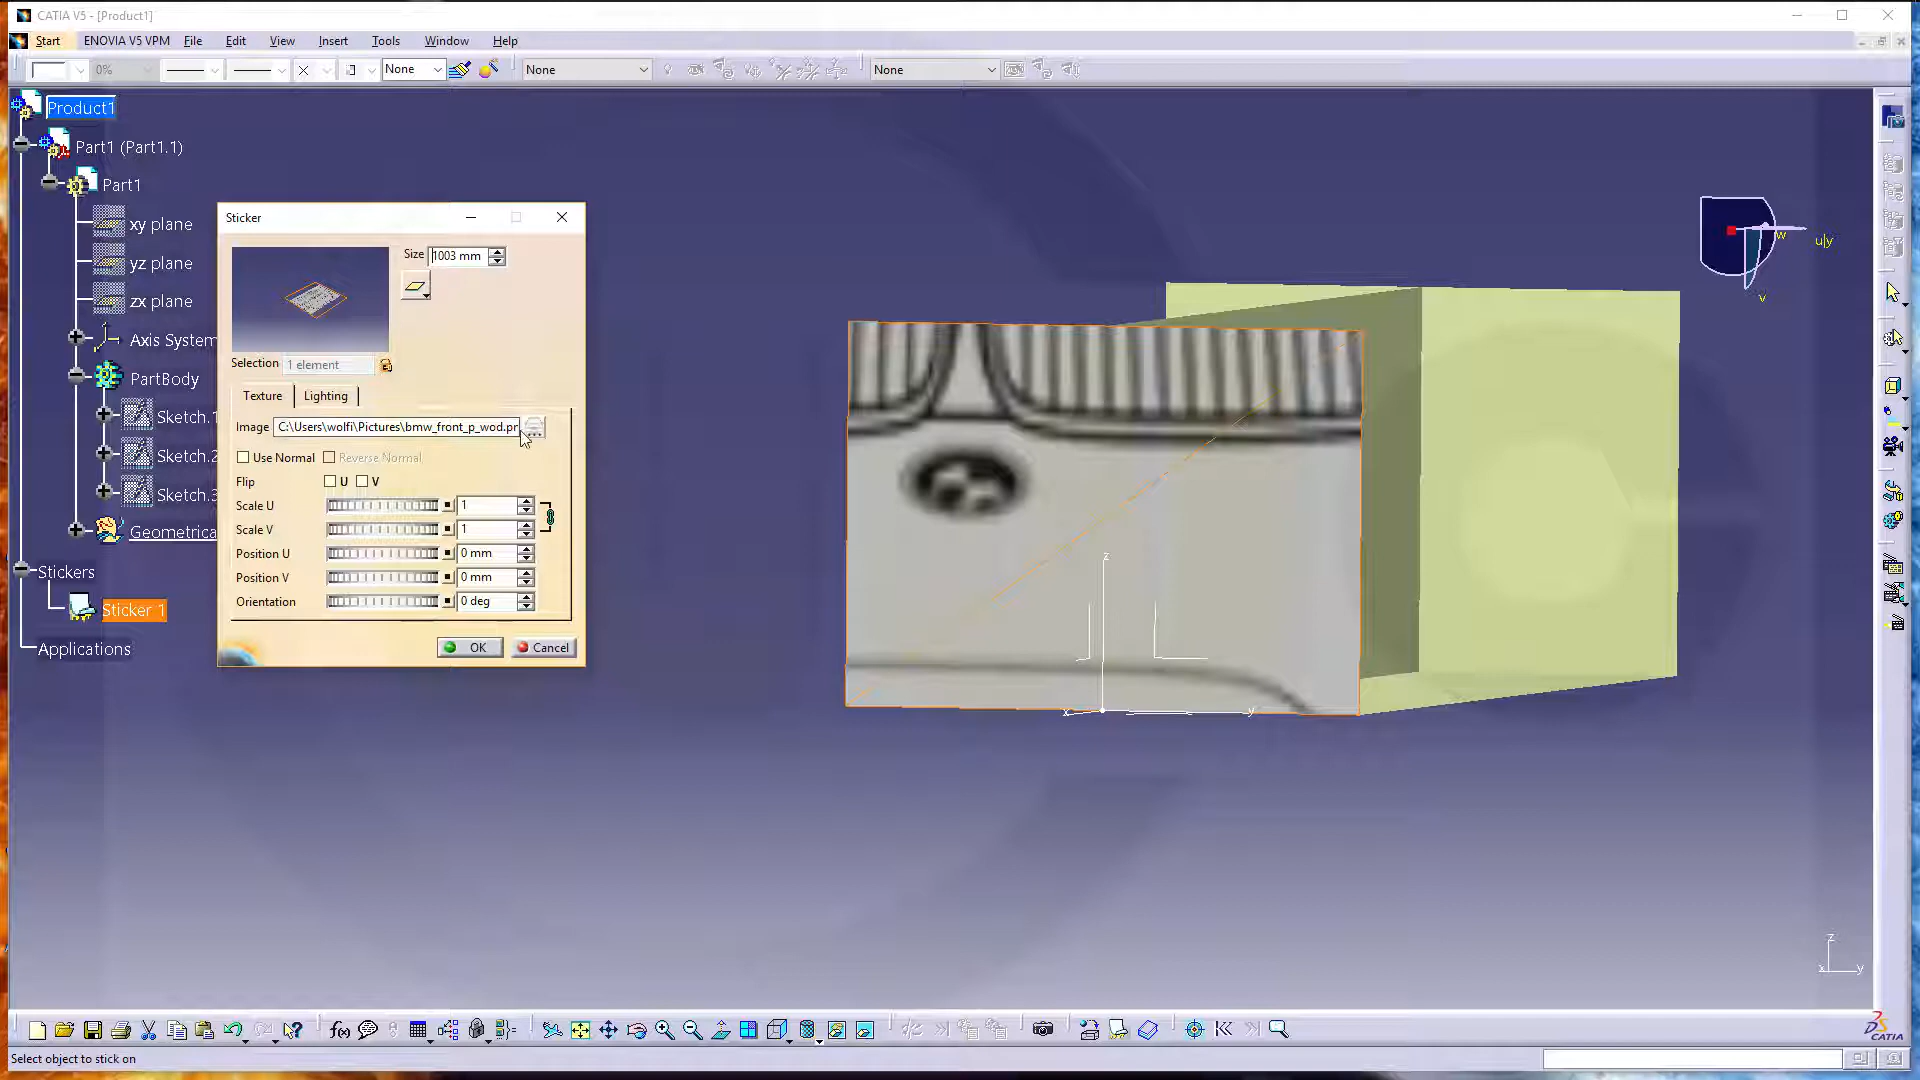 CATIA V5 - [Product1]
Start ENOVIA V5 VPM File Edit View Insert Tools Window Help
0% None None None
Product1
Part1 (Part1.1)
Part1
xy plane
yz plane
zx plane
Axis System
PartBody
Sketch.1
Sketch.2
Sketch.3
Geometrica
Stickers
Sticker 1
Applications
Sticker
Size 1003 mm
Selection 1 element
Texture Lighting
Image C:\Users\wolfi\Pictures\bmw_front_p_wod.pr
Use Normal Reverse Normal
Flip U V
Scale U 1
Scale V 1
Position U 0 mm
Position V 0 mm
Orientation 0 deg
OK Cancel
z
x y
w
u|y
v
z
x y
f(x)
CATIA
Select object to stick on